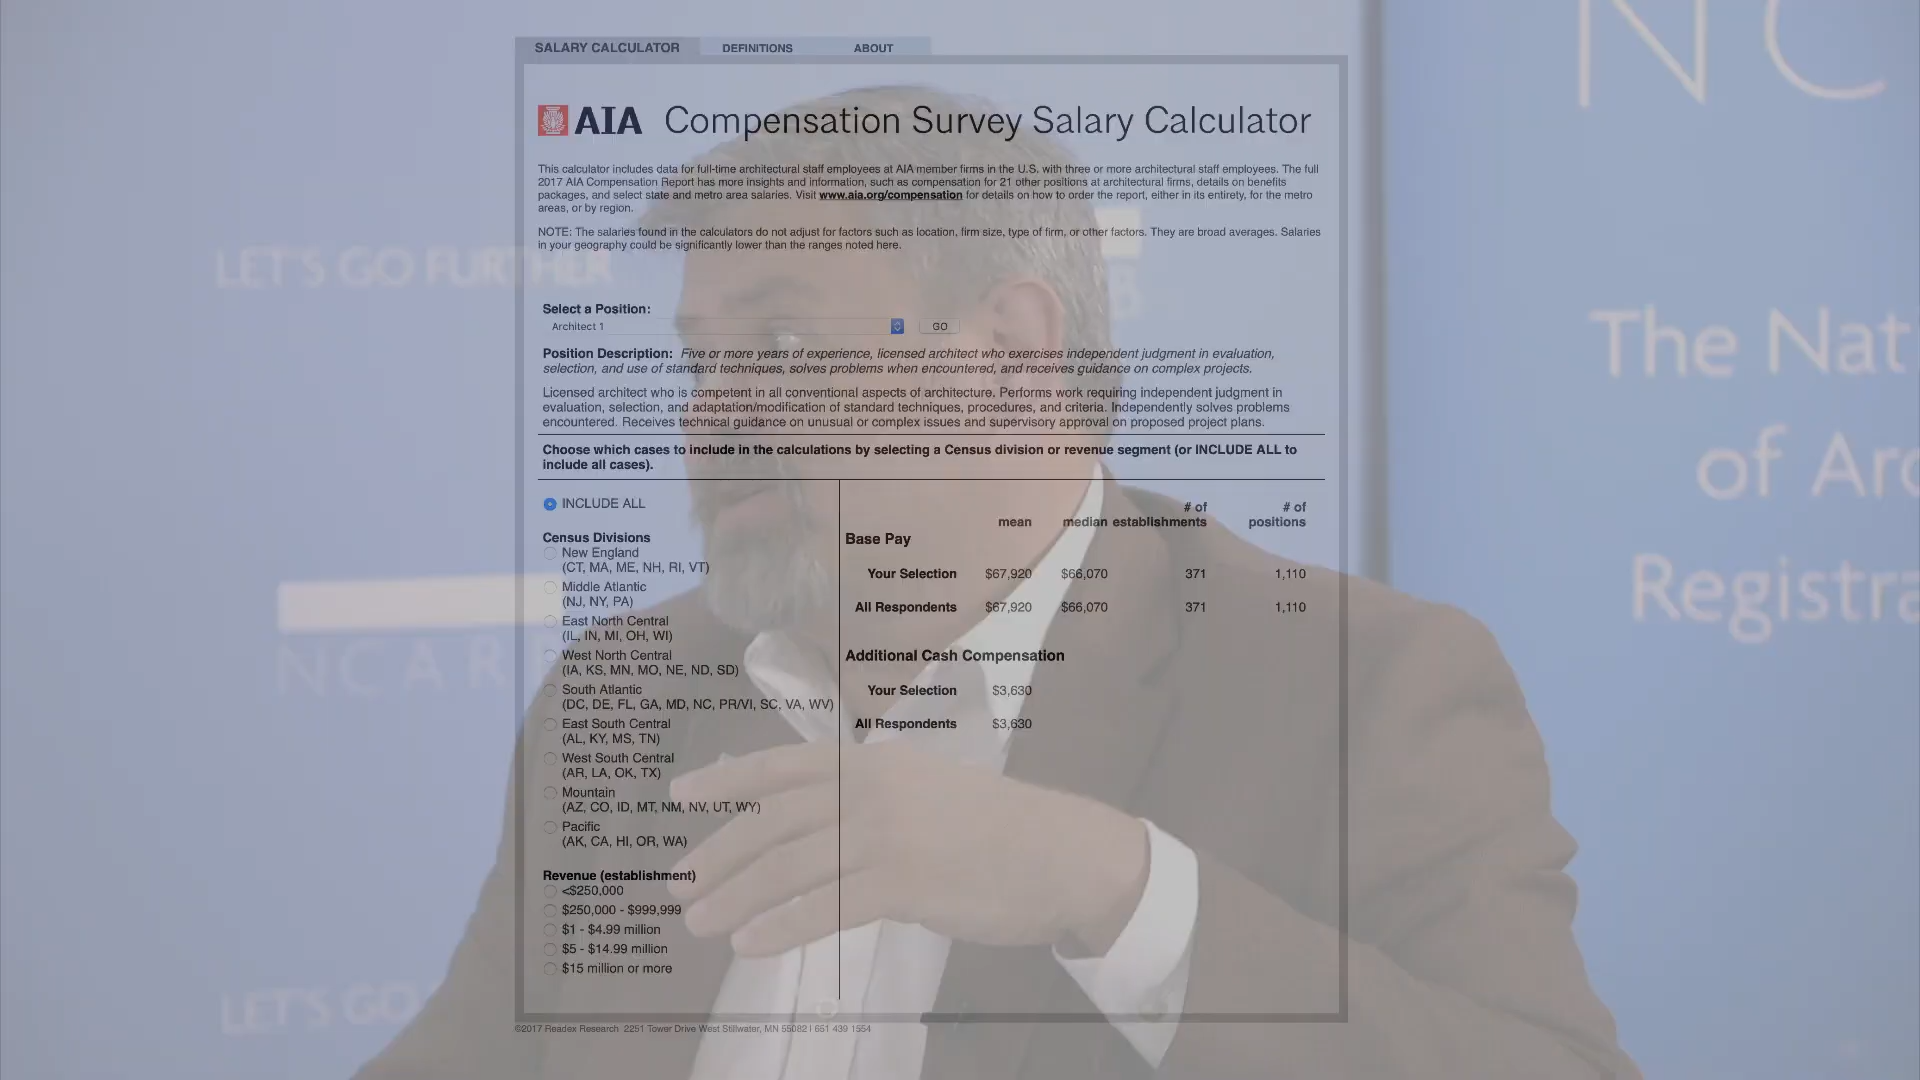 SALARY CALCULATOR DEFINITIONS ABOUT
AIA Compensation Survey Salary Calculator
This calculator includes data for full-time architectural staff employees at AIA member firms in the U.S. with three or more architectural staff employees. The full
2017 AIA Compensation Report has more insights and information, such as compensation for 21 other positions at architectural firms, details on benefits
packages, and select state and metro area salaries. Visit www.aia.org/compensation for details on how to order the report, either in its entirety, for the metro
areas, or by region.
NOTE: The salaries found in the calculators do not adjust for factors such as location, firm size, type of firm, or other factors. They are broad averages. Salaries
in your geography could be significantly lower than the ranges noted here.
Select a Position:
Architect 1 GO
Position Description: Five or more years of experience, licensed architect who exercises independent judgment in evaluation,
selection, and use of standard techniques, solves problems when encountered, and receives guidance on complex projects.
Licensed architect who is competent in all conventional aspects of architecture. Performs work requiring independent judgment in
evaluation, selection, and adaptation/modification of standard techniques, procedures, and criteria. Independently solves problems
encountered. Receives technical guidance on unusual or complex issues and supervisory approval on proposed project plans.
Choose which cases to include in the calculations by selecting a Census division or revenue segment (or INCLUDE ALL to
include all cases).
INCLUDE ALL
Census Divisions
New England
(CT, MA, ME, NH, RI, VT)
Middle Atlantic
(NJ, NY, PA)
East North Central
(IL, IN, MI, OH, WI)
West North Central
(IA, KS, MN, MO, NE, ND, SD)
South Atlantic
(DC, DE, FL, GA, MD, NC, PR/VI, SC, VA, WV)
East South Central
(AL, KY, MS, TN)
West South Central
(AR, LA, OK, TX)
Mountain
(AZ, CO, ID, MT, NM, NV, UT, WY)
Pacific
(AK, CA, HI, OR, WA)
Revenue (establishment)
<$250,000
$250,000 - $999,999
$1 - $4.99 million
$5 - $14.99 million
$15 million or more
# of # of
mean median establishments positions
Base Pay
Your Selection $67,920 $66,070 371 1,110
All Respondents $67,920 $66,070 371 1,110
Additional Cash Compensation
Your Selection $3,630
All Respondents $3,630
©2017 Readex Research 2251 Tower Drive West Stillwater, MN 55082 | 651 439 1554
LET'S GO FURTHER
NCAR
LET'S GO
B
NC
The Nat
of Arc
Registra